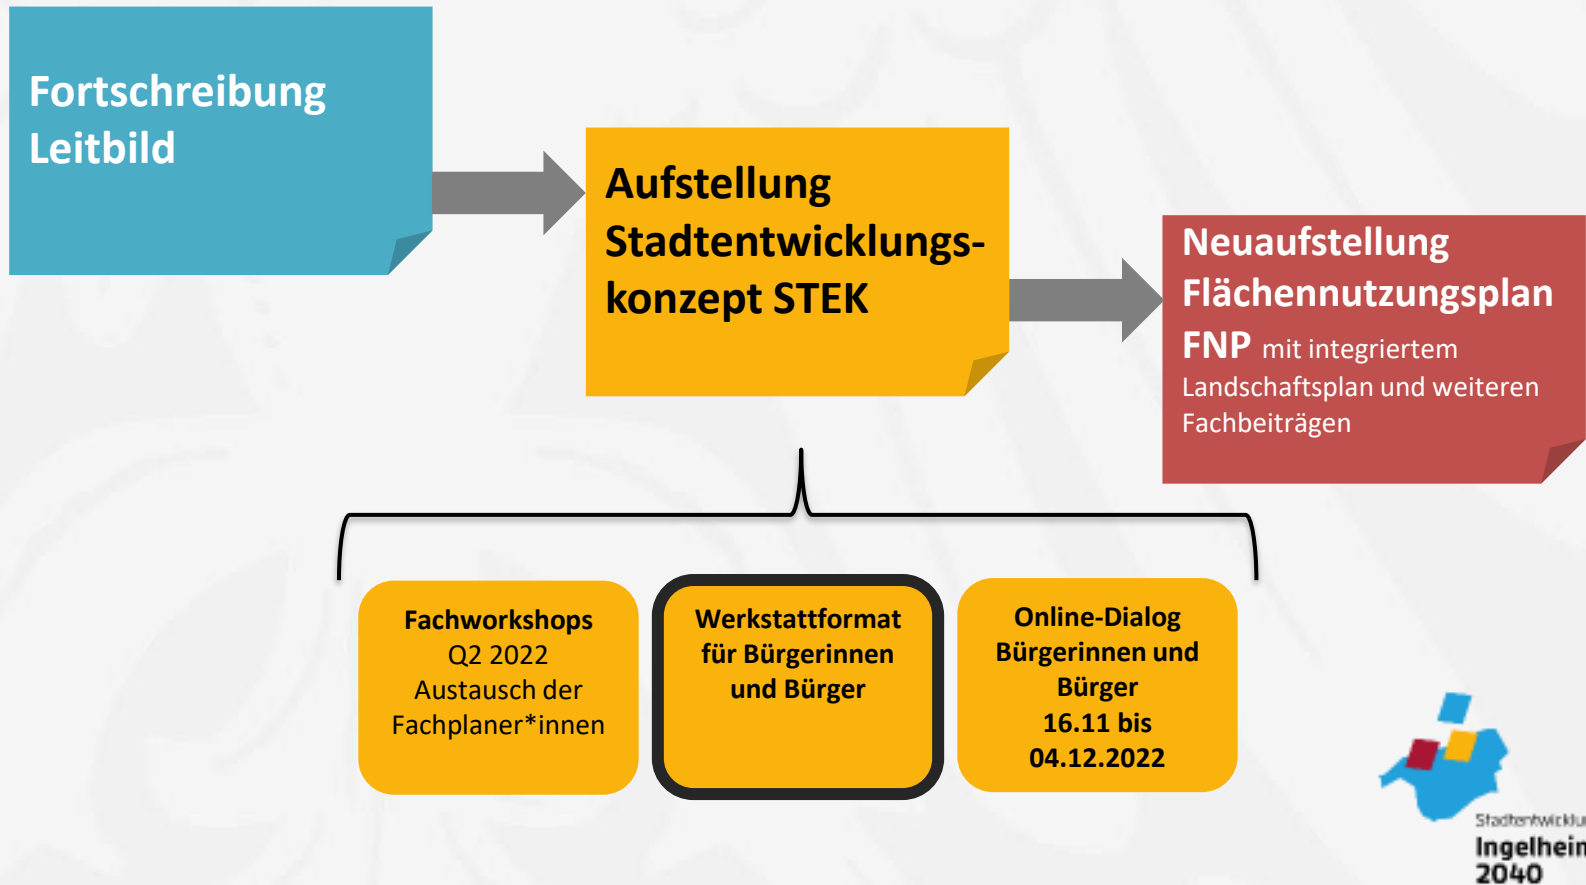 Fortschreibung
Leitbild
Aufstellung
Stadtentwicklungs-
konzept STEK
Neuaufstellung
Flächennutzungsplan
FNP mit integriertem
Landschaftsplan und weiteren
Fachbeiträgen
Fachworkshops
Q2 2022
Austausch der
Fachplaner*innen
Werkstattformat
für Bürgerinnen
und Bürger
Online-Dialog
Bürgerinnen und
Bürger
16.11 bis
04.12.2022
Stadtentwicklu
Ingelheim
2040